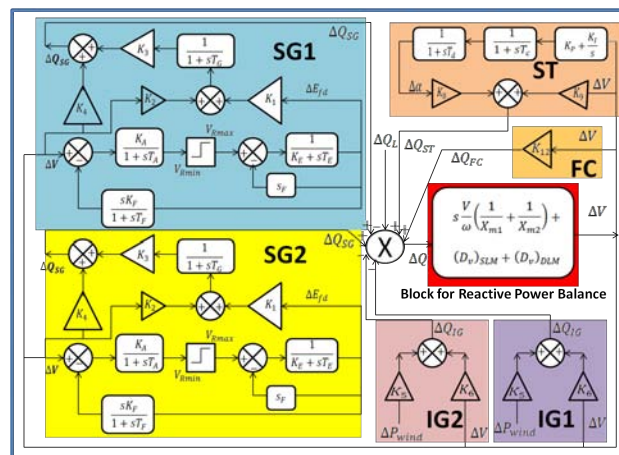 SG1
ΔQ_SG
ΔQ_SG
K_3
1 / (1 + sT_G)
K_4
K_2
K_1
ΔE_fd
ΔV
K_A / (1 + sT_A)
V_Rmax
V_Rmin
1 / (K_E + sT_E)
s_F
sK_F / (1 + sT_F)
SG2
ΔQ_SG
K_3
1 / (1 + sT_G)
K_4
K_2
K_1
ΔE_fd
ΔV
K_A / (1 + sT_A)
V_Rmax
V_Rmin
1 / (K_E + sT_E)
s_F
sK_F / (1 + sT_F)
1 / (1 + sT_d)
1 / (1 + sT_c)
K_P + K_I / s
ST
Δα
K_8
K_9
ΔV
ΔQ_L
ΔQ_ST
ΔQ_FC
K_12
ΔV
FC
ΔQ_SG
X
ΔQ
s V/ω (1/X_m1 + 1/X_m2) +
(D_v)_SLM + (D_v)_DLM
ΔV
Block for Reactive Power Balance
ΔQ_IG
K_5
K_6
IG2
ΔP_wind
ΔV
ΔQ_IG
K_5
K_6
IG1
ΔP_wind
ΔV